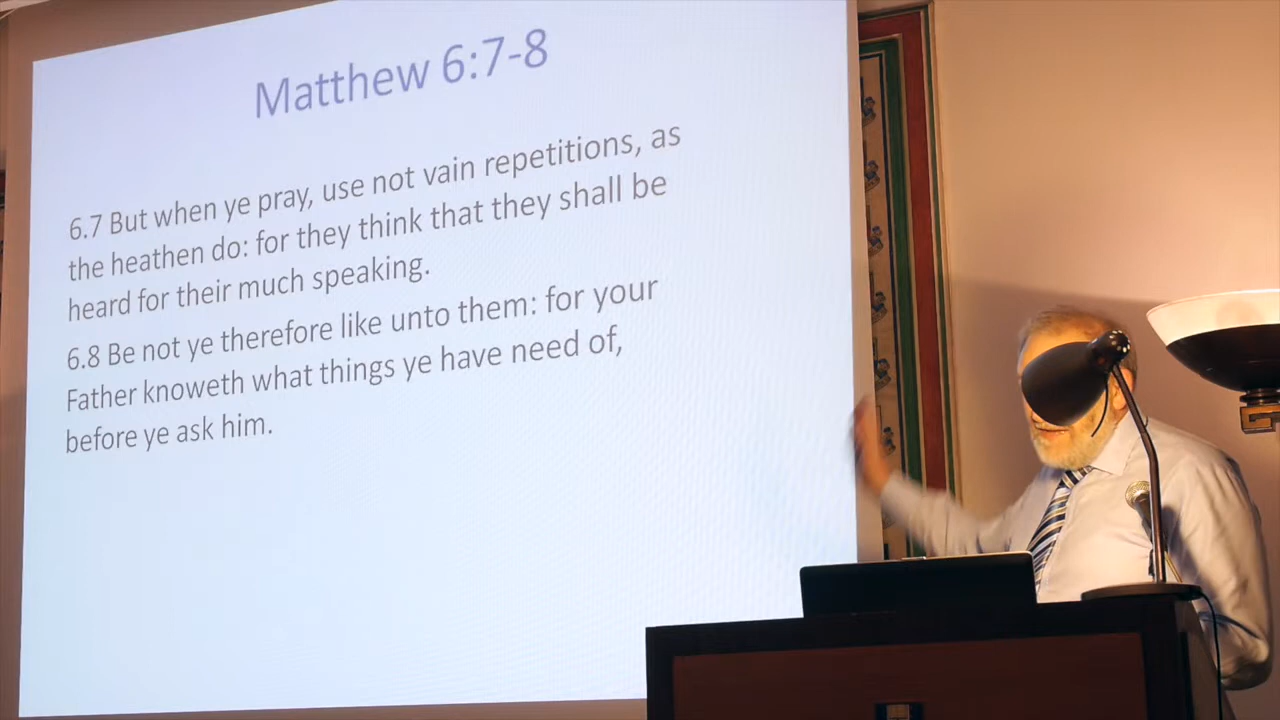 Matthew 6:7-8
6.7 But when ye pray, use not vain repetitions, as
the heathen do: for they think that they shall be
heard for their much speaking.
6.8 Be not ye therefore like unto them: for your
Father knoweth what things ye have need of,
before ye ask him.